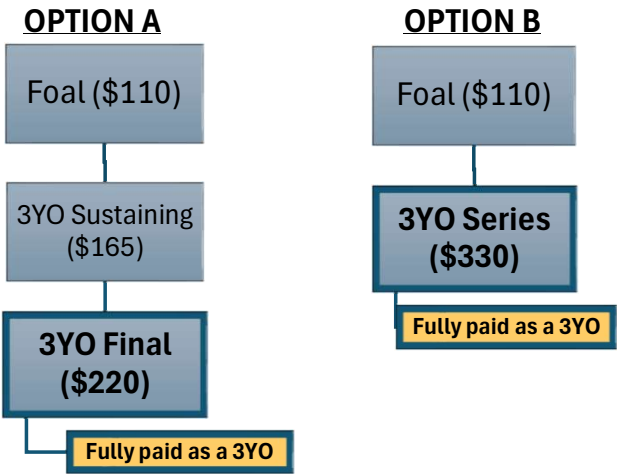 OPTION A
Foal ($110)
3YO Sustaining
($165)
3YO Final
($220)
Fully paid as a 3YO
OPTION B
Foal ($110)
3YO Series
($330)
Fully paid as a 3YO